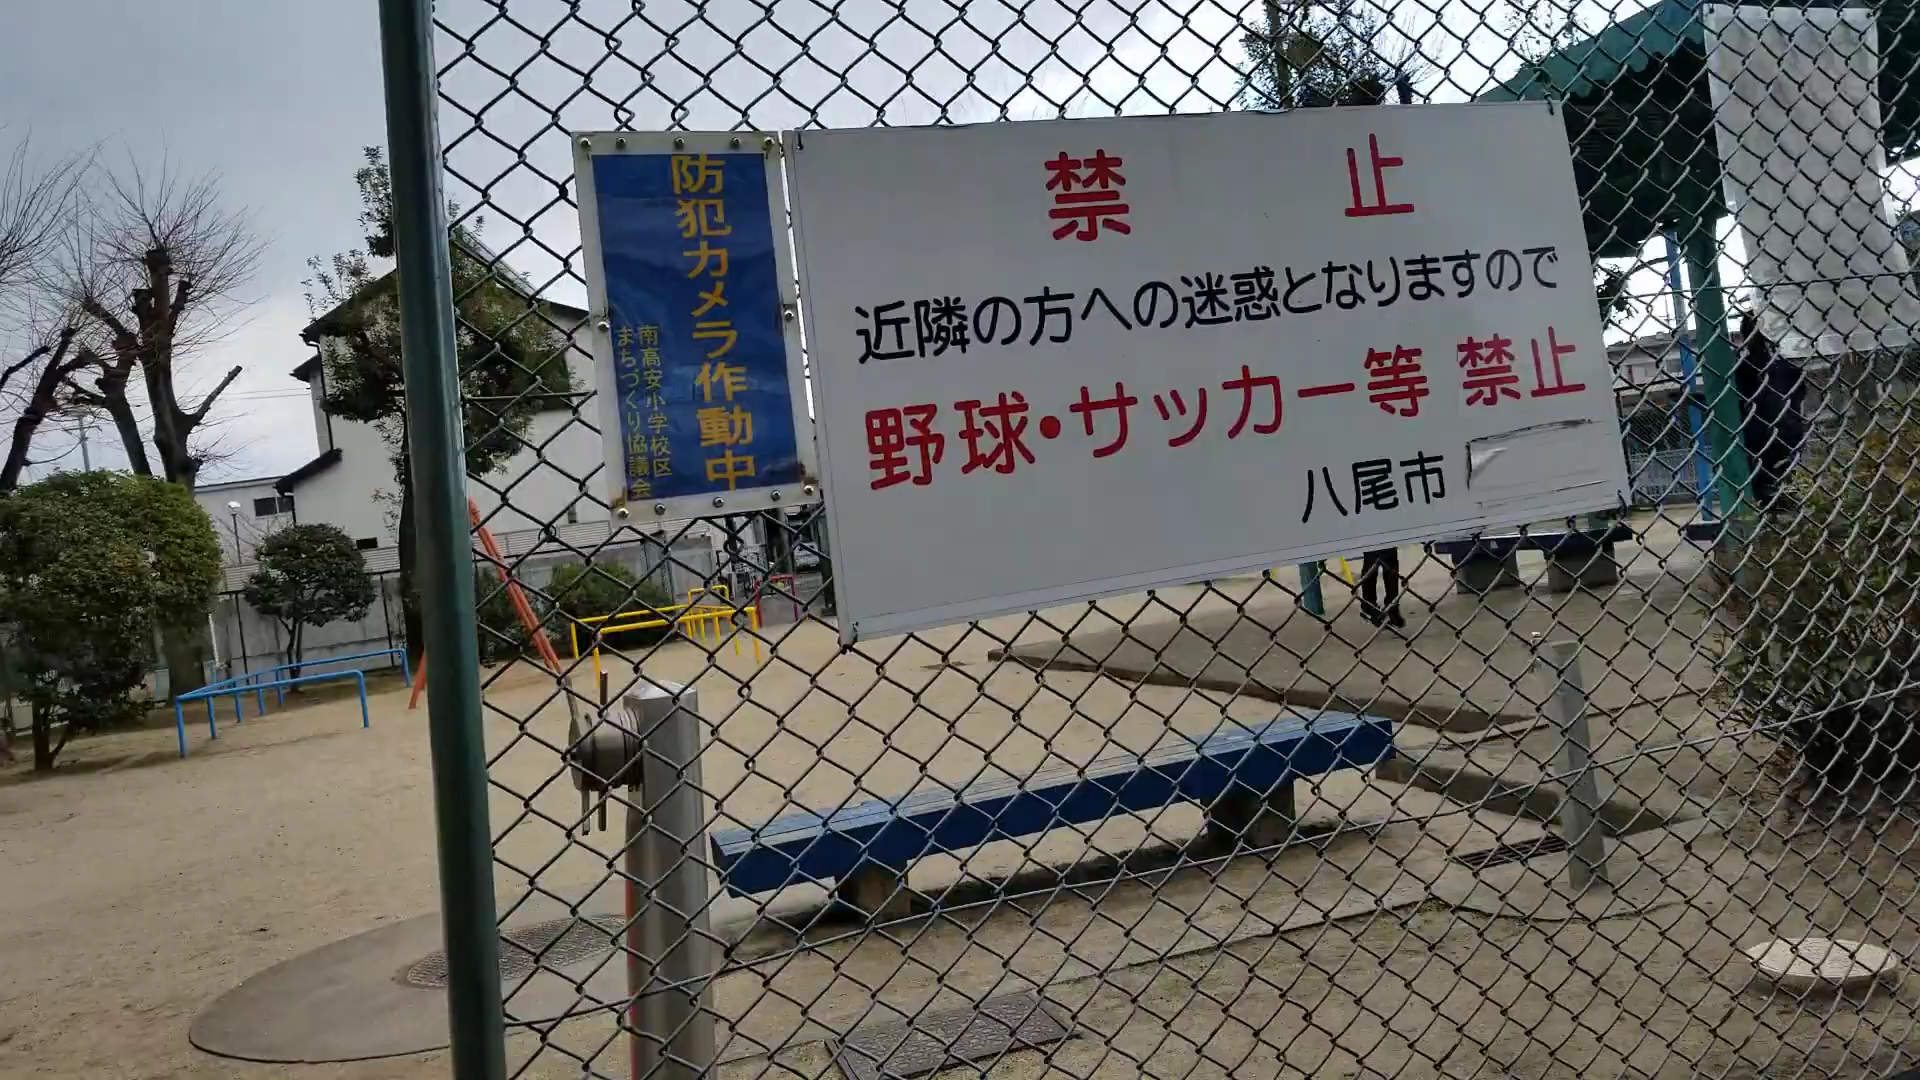 防犯カメラ作動中
南高安小学校区
まちづくり協議会
禁 止
近隣の方への迷惑となりますので
野球・サッカー等 禁止
八尾市